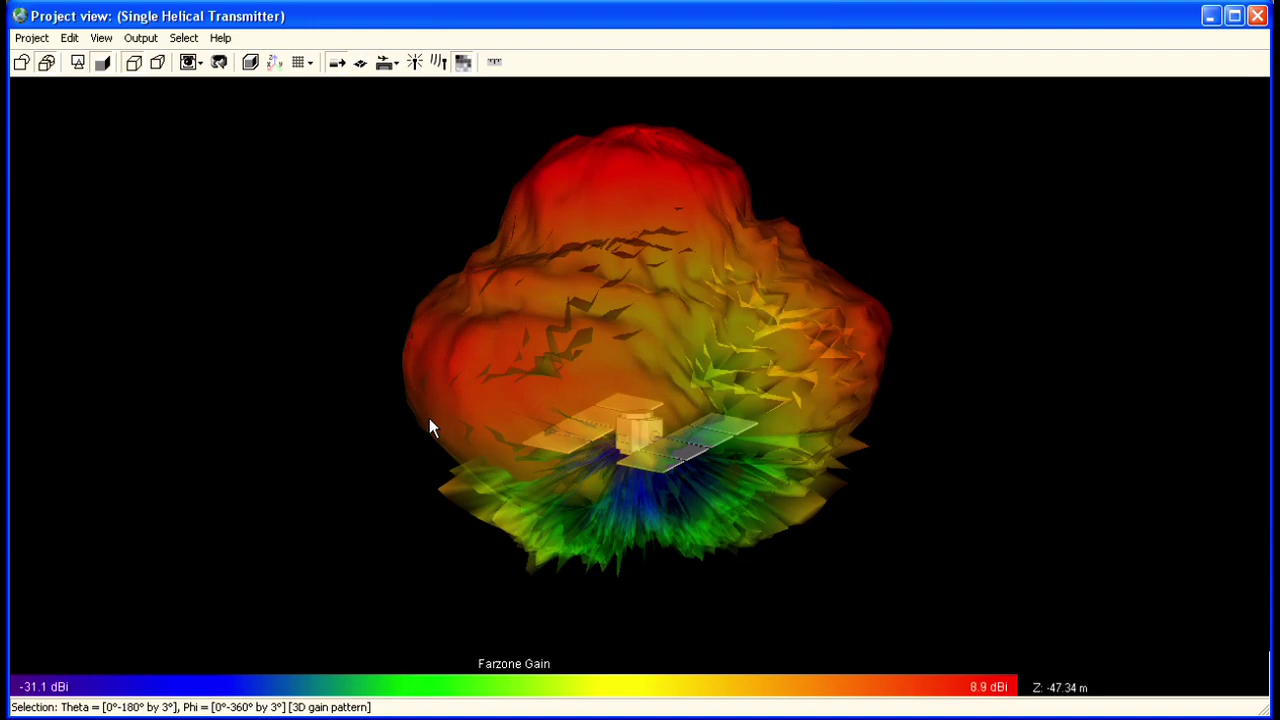 Project view: (Single Helical Transmitter)
Project Edit View Output Select Help
Farzone Gain
-31.1 dBi 8.9 dBi Z: -47.34 m
Selection: Theta = [0°-180° by 3°], Phi = [0°-360° by 3°] [3D gain pattern]